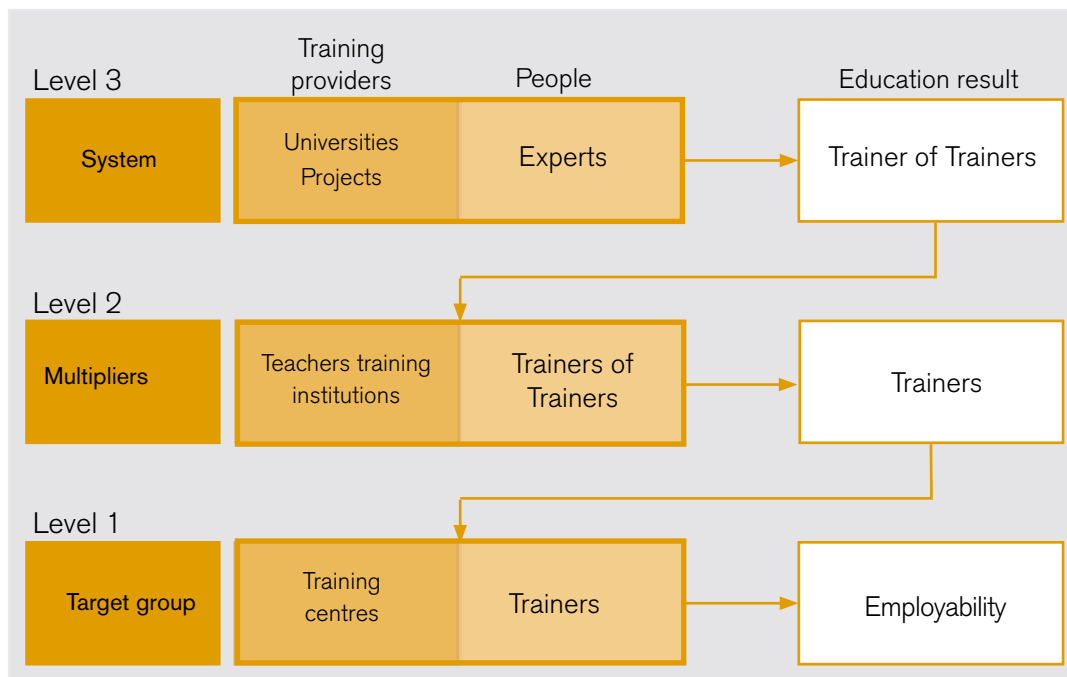 Level 3
Training
providers
People
Education result
System
Universities
Projects
Experts
Trainer of Trainers
Level 2
Multipliers
Teachers training
institutions
Trainers of
Trainers
Trainers
Level 1
Target group
Training
centres
Trainers
Employability